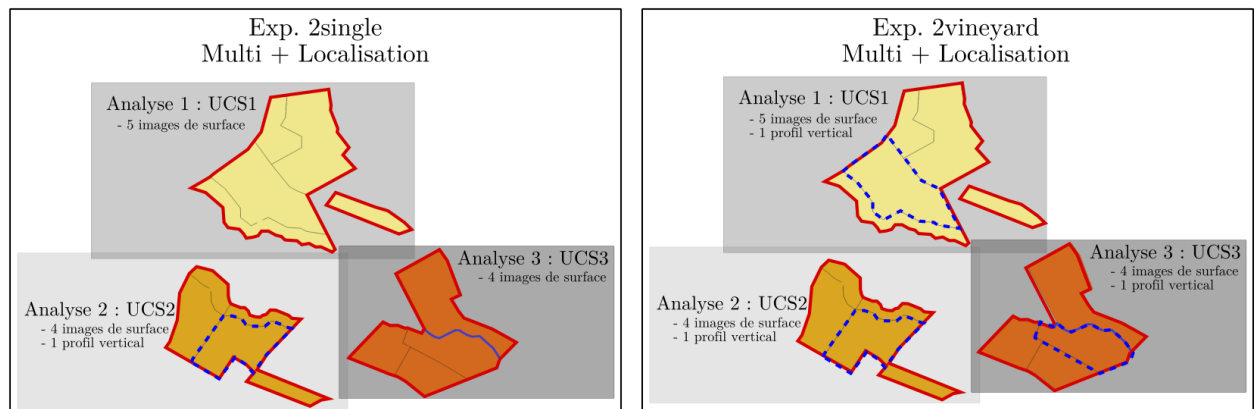 Exp. 2single
Multi + Localisation
Analyse 1 : UCS1
- 5 images de surface
Analyse 2 : UCS2
- 4 images de surface
- 1 profil vertical
Analyse 3 : UCS3
- 4 images de surface
Exp. 2vineyard
Multi + Localisation
Analyse 1 : UCS1
- 5 images de surface
- 1 profil vertical
Analyse 2 : UCS2
- 4 images de surface
- 1 profil vertical
Analyse 3 : UCS3
- 4 images de surface
- 1 profil vertical